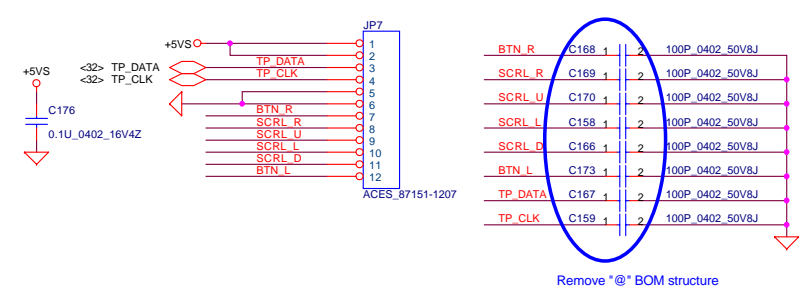 JP7
+5VS
1
2
<32> TP_DATA TP_DATA 3
<32> TP_CLK TP_CLK 4
5
6
BTN_R 7
SCRL_R 8
SCRL_U 9
SCRL_L 10
SCRL_D 11
BTN_L 12
ACES_87151-1207
+5VS
C176
0.1U_0402_16V4Z
BTN_R C168 1 2 100P_0402_50V8J
SCRL_R C169 1 2 100P_0402_50V8J
SCRL_U C170 1 2 100P_0402_50V8J
SCRL_L C158 1 2 100P_0402_50V8J
SCRL_D C166 1 2 100P_0402_50V8J
BTN_L C173 1 2 100P_0402_50V8J
TP_DATA C167 1 2 100P_0402_50V8J
TP_CLK C159 1 2 100P_0402_50V8J
Remove "@" BOM structure